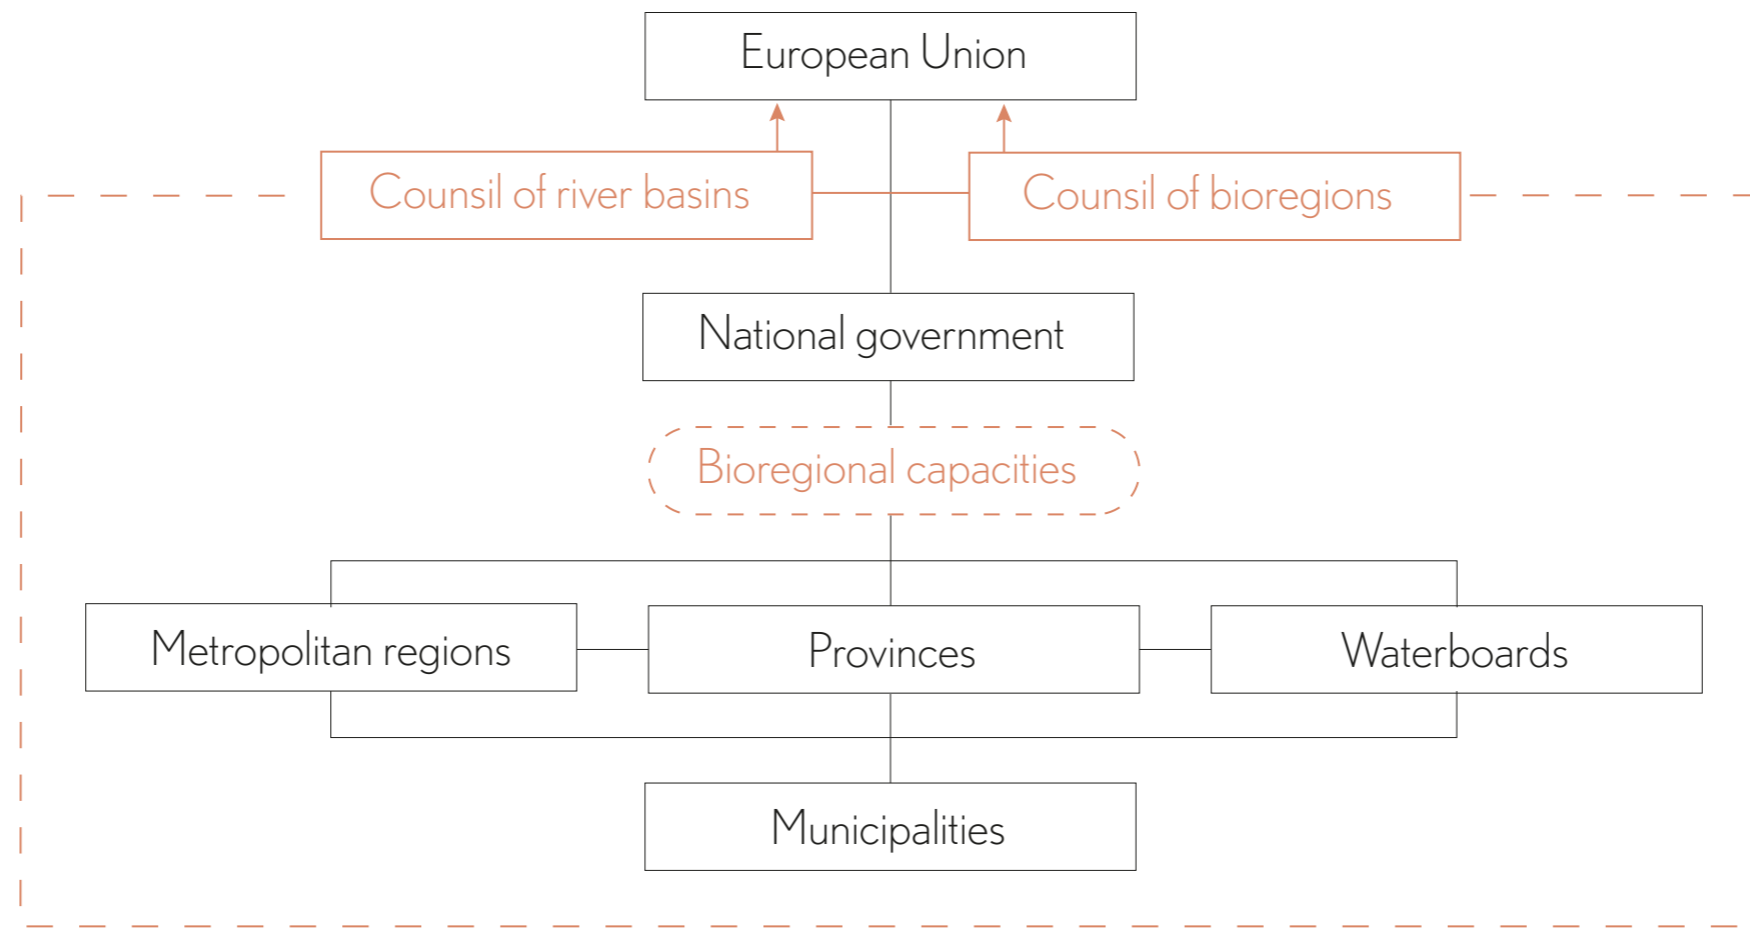 European Union
Counsil of river basins
Counsil of bioregions
National government
Bioregional capacities
Metropolitan regions
Provinces
Waterboards
Municipalities